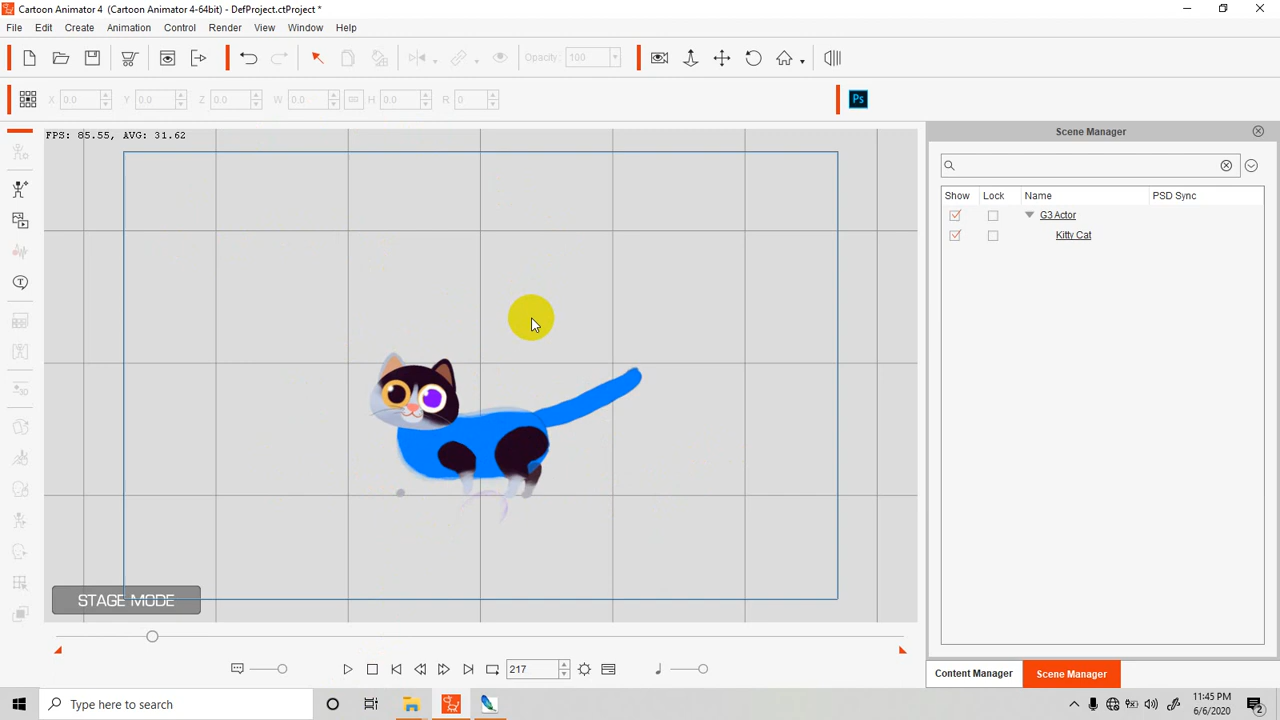 Cartoon Animator 4 (Cartoon Animator 4-64bit) - DefProject.ctProject *
File Edit Create Animation Control Render View Window Help
Opacity: 100
X 0.0 Y 0.0 Z 0.0 W 0.0 H 0.0 R 0 Ps
FPS: 85.55, AVG: 31.62
Scene Manager
Show Lock Name PSD Sync
G3 Actor
Kitty Cat
STAGE MODE
217
Content Manager Scene Manager
Type here to search
11:45 PM
6/6/2020
2